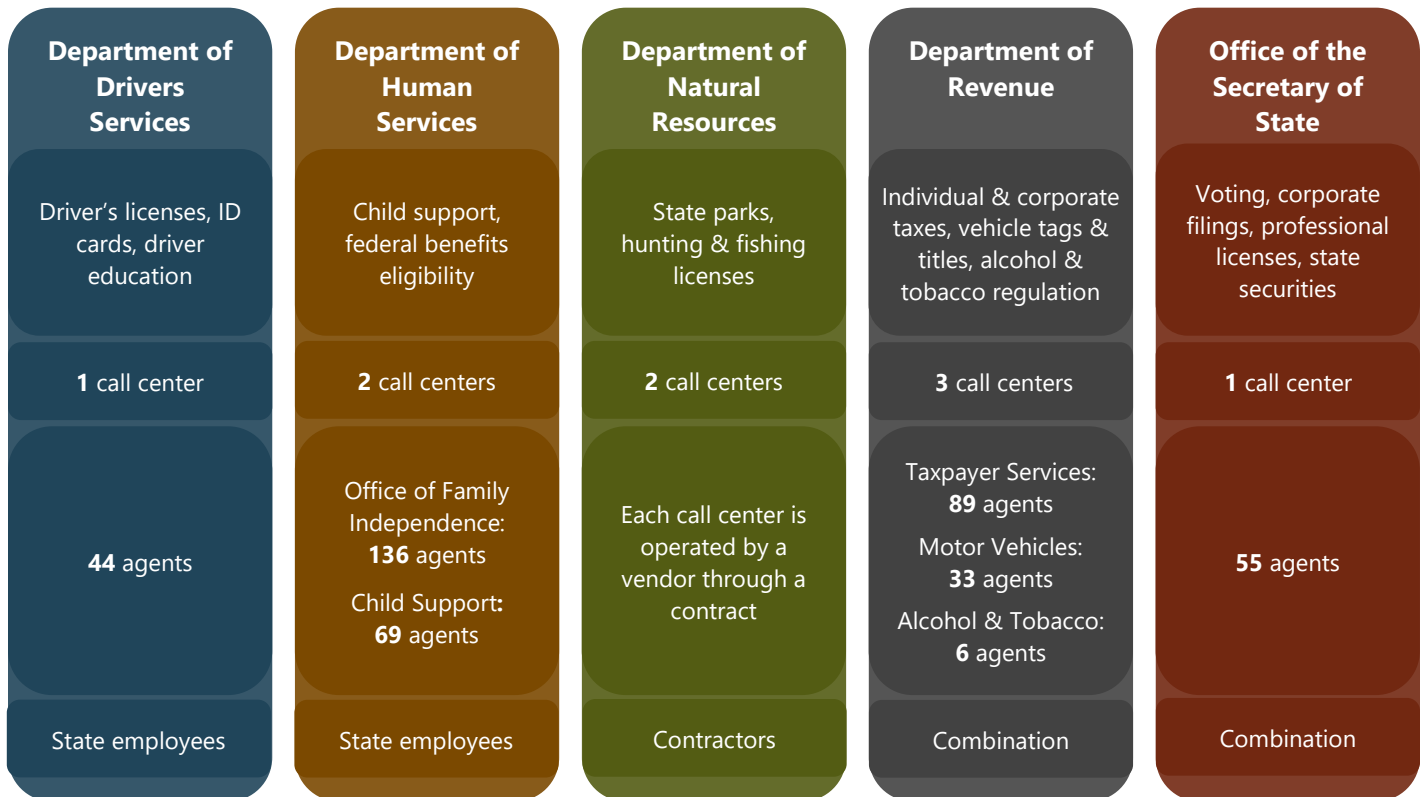 Department of
Drivers
Services
Driver’s licenses, ID
cards, driver
education
1 call center
44 agents
State employees
Department of
Human
Services
Child support,
federal benefits
eligibility
2 call centers
Office of Family
Independence:
136 agents
Child Support:
69 agents
State employees
Department of
Natural
Resources
State parks,
hunting & fishing
licenses
2 call centers
Each call center is
operated by a
vendor through a
contract
Contractors
Department of
Revenue
Individual & corporate
taxes, vehicle tags &
titles, alcohol &
tobacco regulation
3 call centers
Taxpayer Services:
89 agents
Motor Vehicles:
33 agents
Alcohol & Tobacco:
6 agents
Combination
Office of the
Secretary of
State
Voting, corporate
filings, professional
licenses, state
securities
1 call center
55 agents
Combination